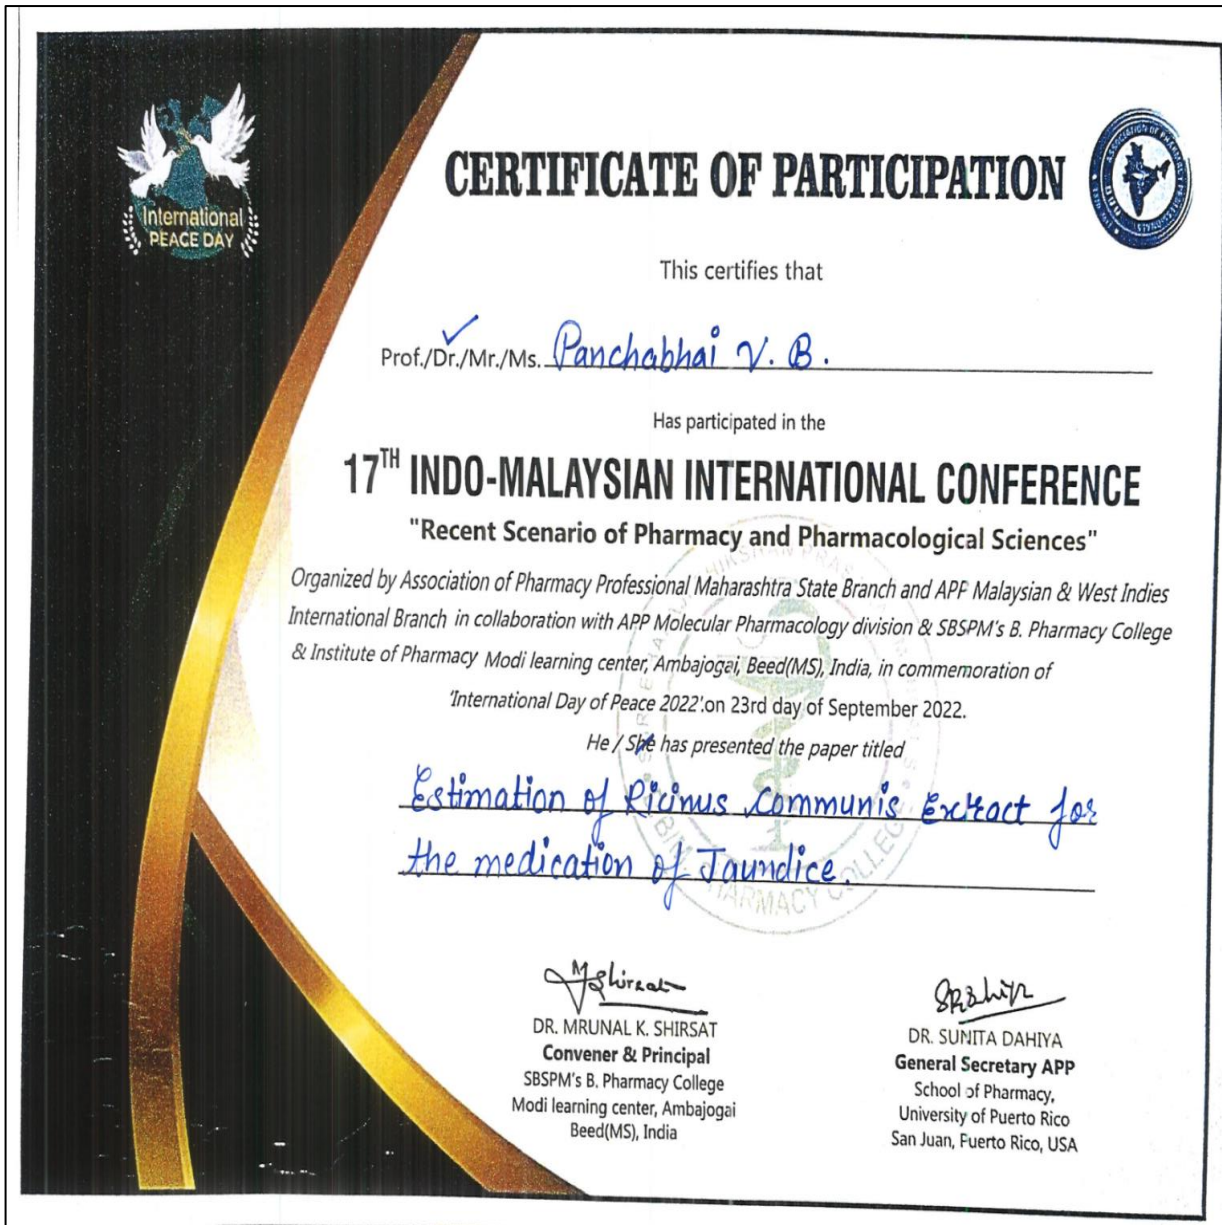 International
PEACE DAY
CERTIFICATE OF PARTICIPATION
This certifies that
Prof./Dr./Mr./Ms. Panchabhai V. B.
Has participated in the
17TH INDO-MALAYSIAN INTERNATIONAL CONFERENCE
"Recent Scenario of Pharmacy and Pharmacological Sciences"
Organized by Association of Pharmacy Professional Maharashtra State Branch and APP Malaysian & West Indies
International Branch in collaboration with APP Molecular Pharmacology division & SBSPM's B. Pharmacy College
& Institute of Pharmacy Modi learning center, Ambajogai, Beed(MS), India, in commemoration of
'International Day of Peace 2022'.on 23rd day of September 2022.
He / She has presented the paper titled
Estimation of Ricinus Communis Extract for
the medication of Jaundice.
DR. MRUNAL K. SHIRSAT
Convener & Principal
SBSPM's B. Pharmacy College
Modi learning center, Ambajogai
Beed(MS), India
DR. SUNITA DAHIYA
General Secretary APP
School of Pharmacy,
University of Puerto Rico
San Juan, Puerto Rico, USA